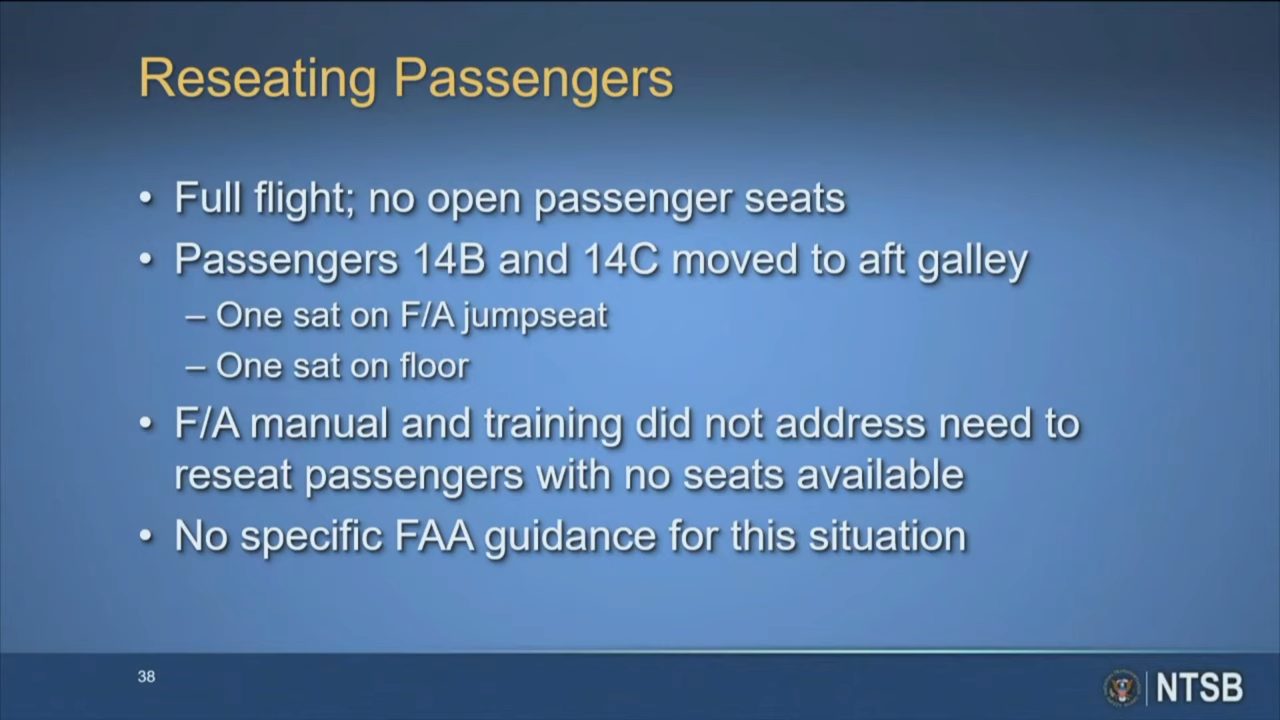 Reseating Passengers
• Full flight; no open passenger seats
• Passengers 14B and 14C moved to aft galley
– One sat on F/A jumpseat
– One sat on floor
• F/A manual and training did not address need to
reseat passengers with no seats available
• No specific FAA guidance for this situation
38
NTSB